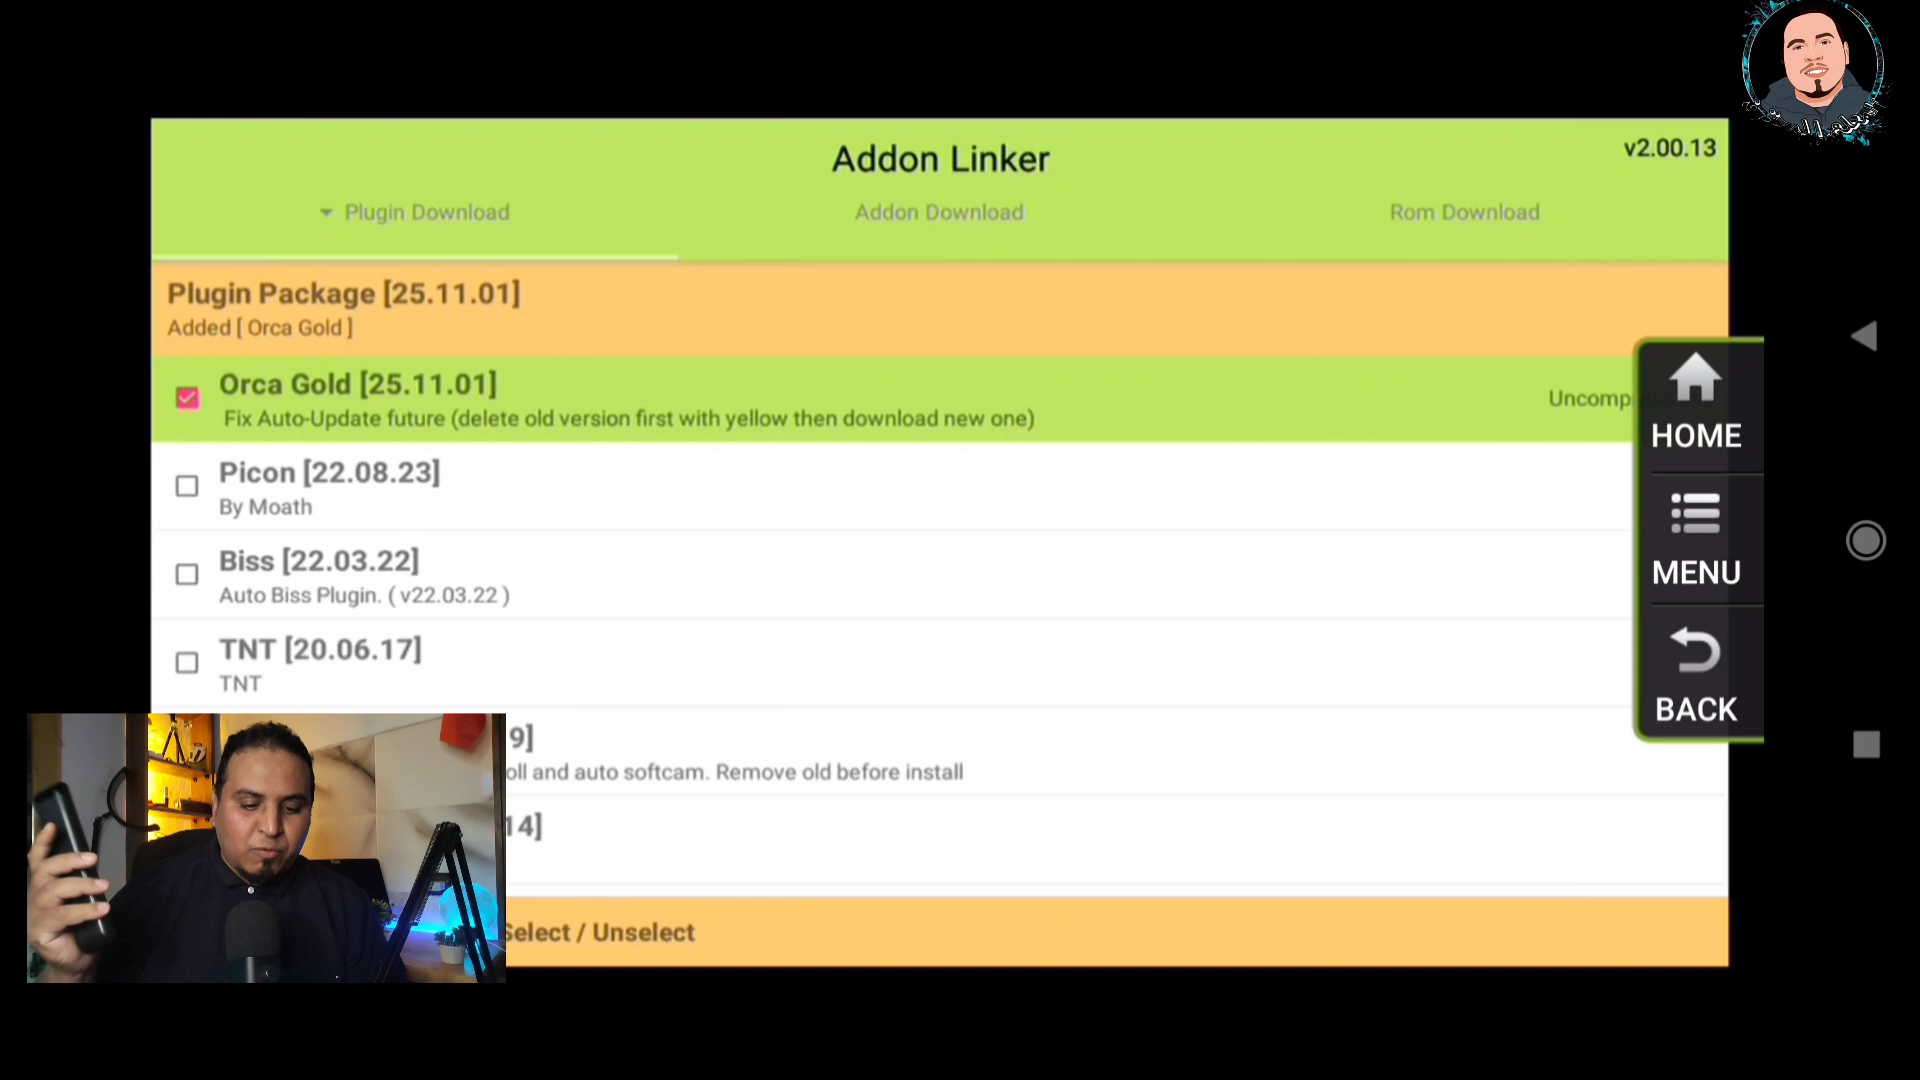 Addon Linker
v2.00.13
Plugin Download
Addon Download
Rom Download
Plugin Package [25.11.01]
Added [ Orca Gold ]
Orca Gold [25.11.01]
Fix Auto-Update future (delete old version first with yellow then download new one)
Picon [22.08.23]
By Moath
Biss [22.03.22]
Auto Biss Plugin. ( v22.03.22 )
TNT [20.06.17]
TNT
9]
oll and auto softcam. Remove old before install
14]
Select / Unselect
HOME
MENU
BACK